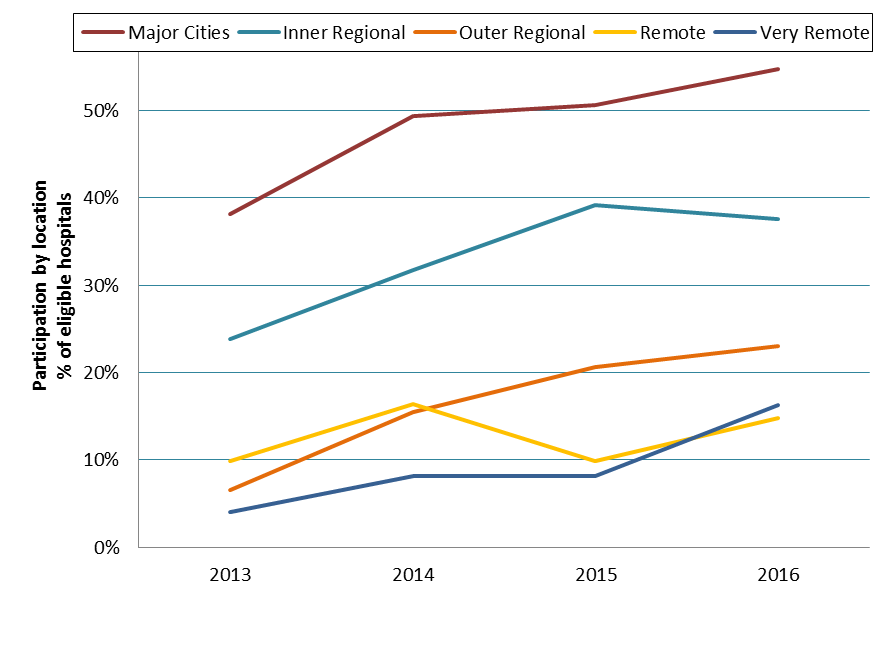 Major Cities Inner Regional Outer Regional Remote Very Remote
Participation by location
% of eligible hospitals
50%
40%
30%
20%
10%
0%
2013 2014 2015 2016